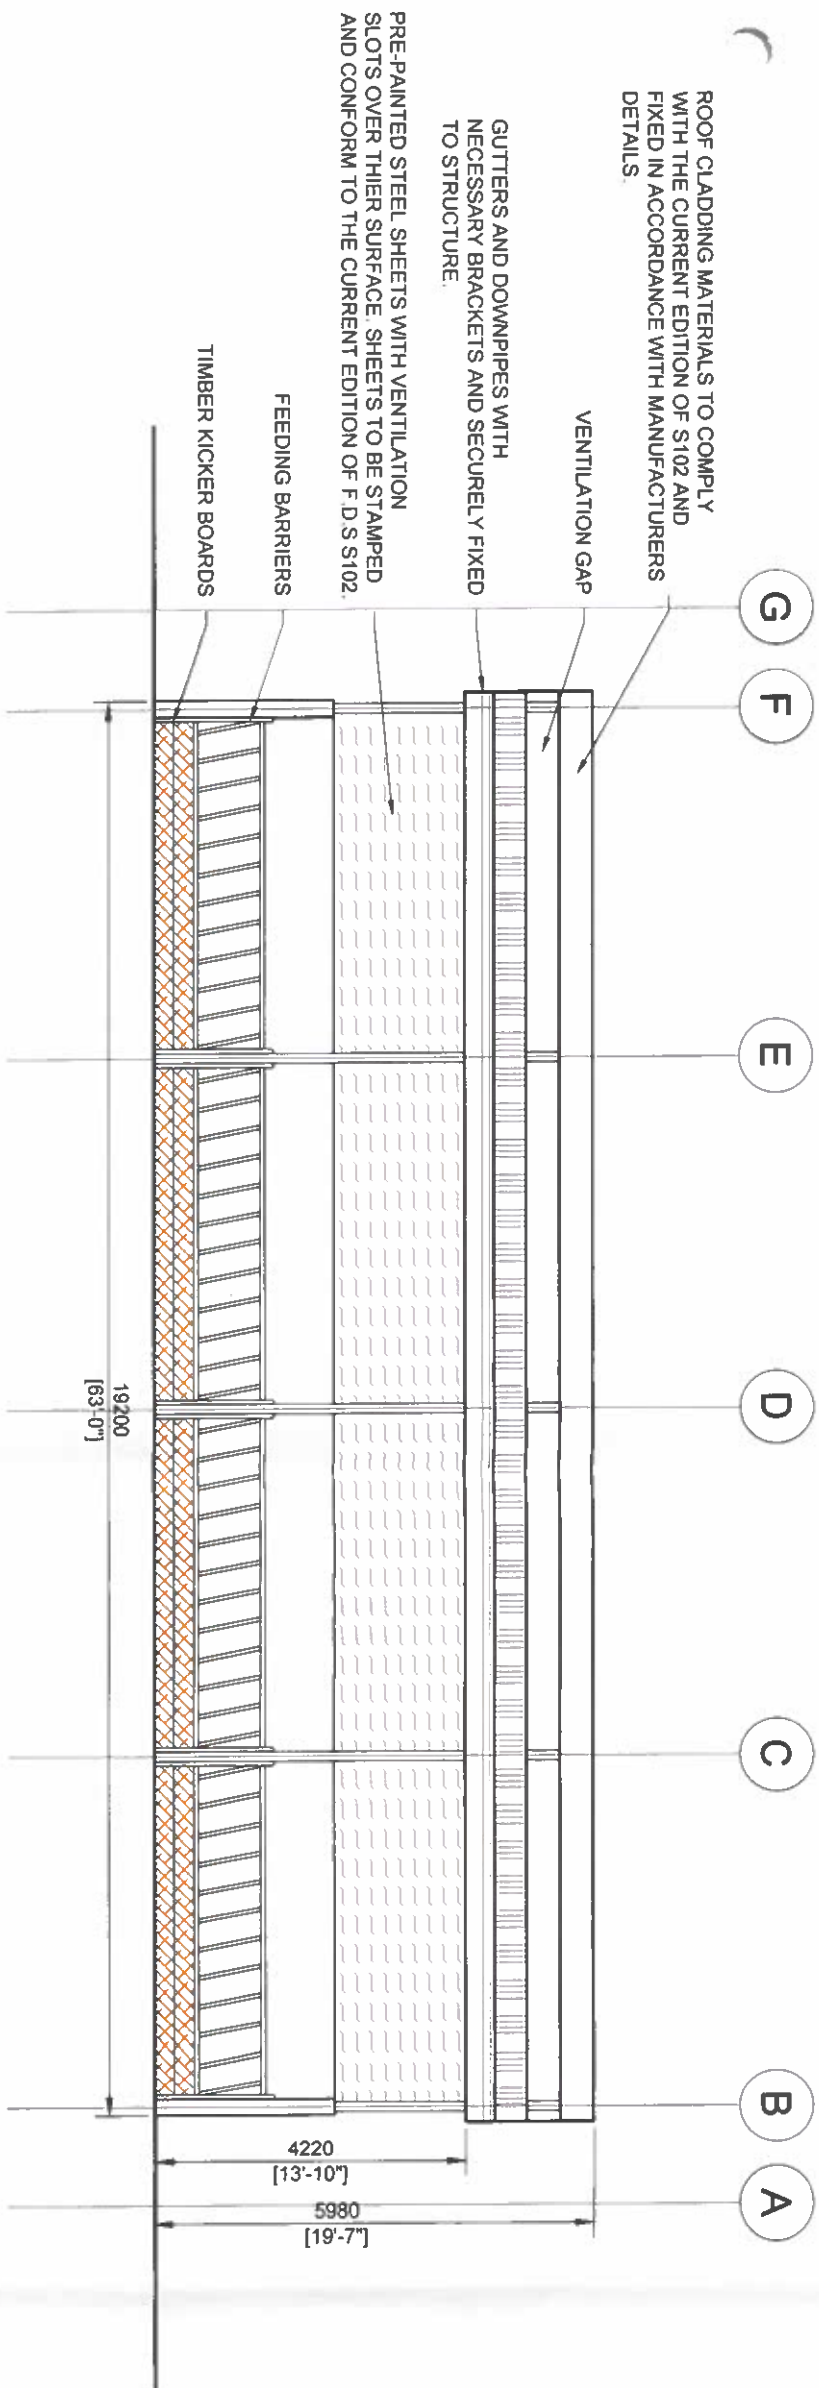 ROOF CLADDING MATERIALS TO COMPLY
WITH THE CURRENT EDITION OF S102 AND
FIXED IN ACCORDANCE WITH MANUFACTURERS
DETAILS.
VENTILATION GAP
GUTTERS AND DOWNPIPES WITH
NECESSARY BRACKETS AND SECURELY FIXED
TO STRUCTURE.
PRE-PAINTED STEEL SHEETS WITH VENTILATION
SLOTS OVER THIER SURFACE. SHEETS TO BE STAMPED
AND CONFORM TO THE CURRENT EDITION OF F.D.S S102.
FEEDING BARRIERS
TIMBER KICKER BOARDS
G
F
E
D
C
B
A
19200
[63'-0"]
4220
[13'-10"]
5980
[19'-7"]